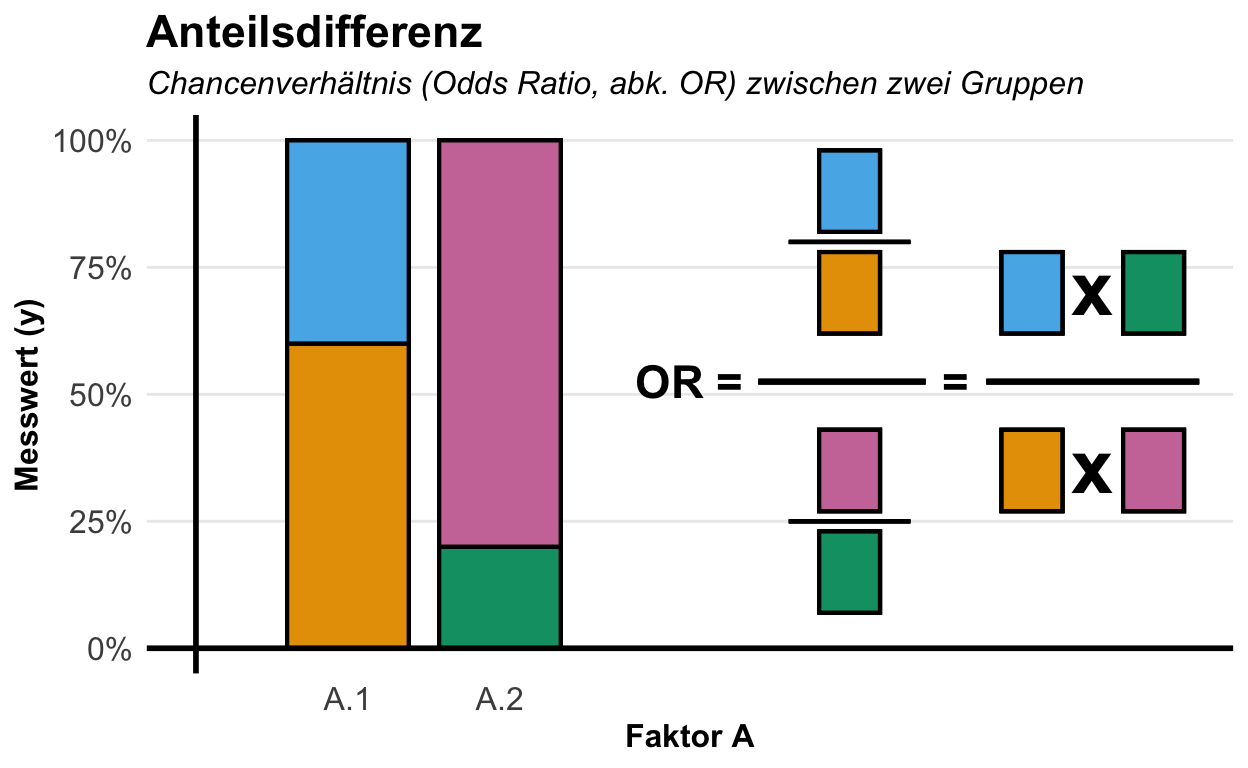 Anteilsdifferenz
Chancenverhältnis (Odds Ratio, abk. OR) zwischen zwei Gruppen
100%
75%
50%
25%
0%
Messwert (y)
A.1
A.2
Faktor A
OR = =
x
x